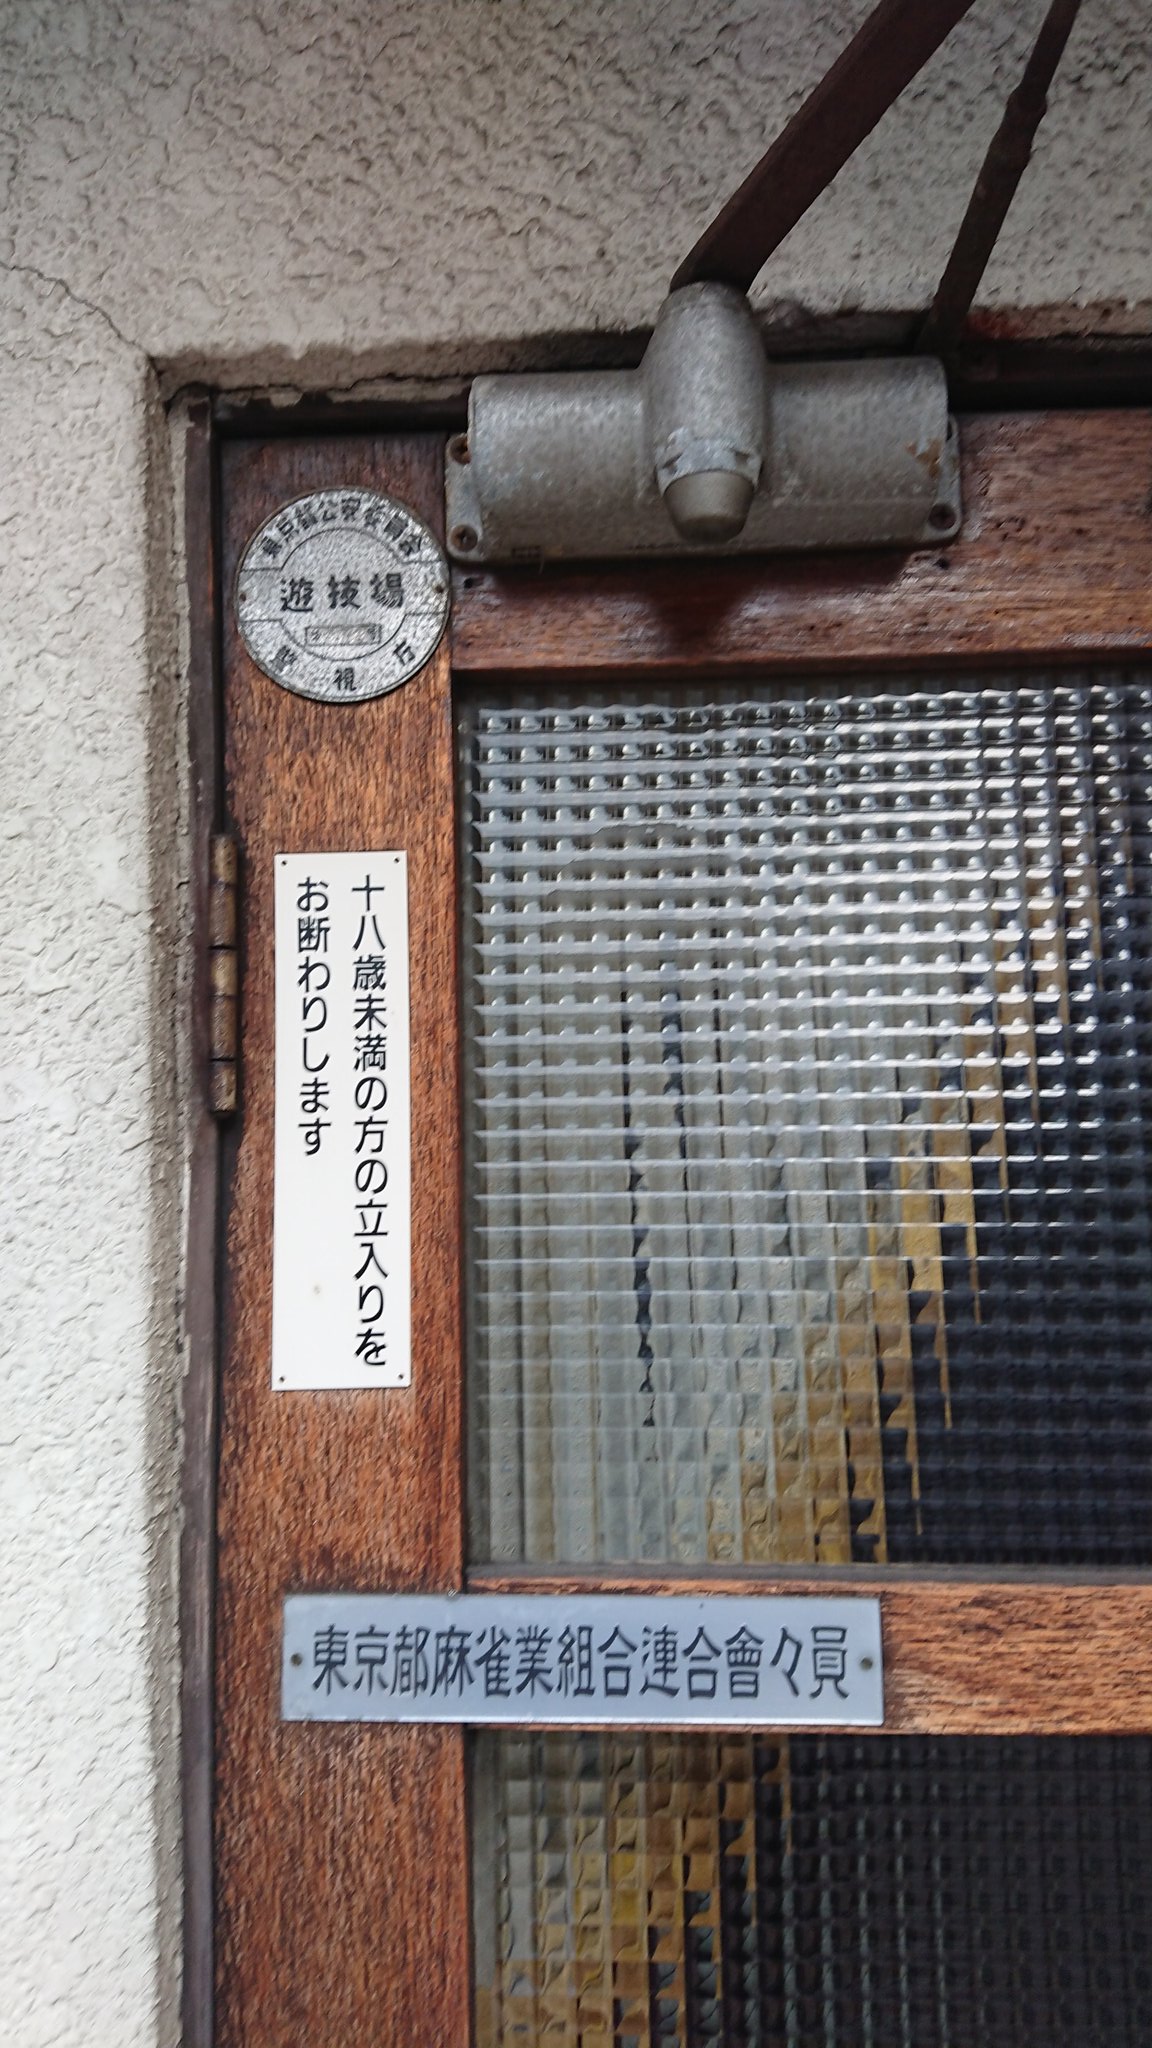 東京都公安委員会
遊技場
警視庁
十八歳未満の方の立入りを
お断わりします
東京都麻雀業組合連合會々員